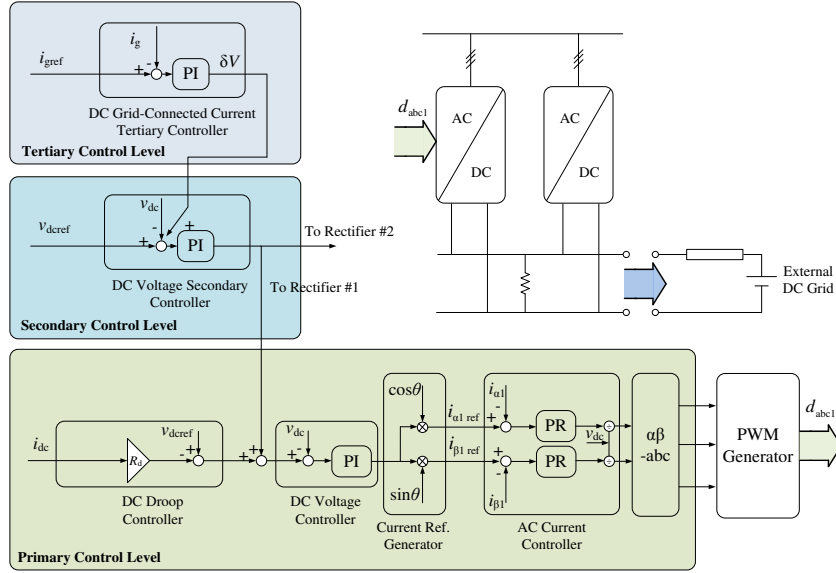 i_gref
i_g
+
-
PI
δV
DC Grid-Connected Current
Tertiary Controller
Tertiary Control Level
v_dcref
v_dc
-
+
+
PI
To Rectifier #2
DC Voltage Secondary
Controller
To Rectifier #1
Secondary Control Level
d_abc1
AC
DC
AC
DC
External
DC Grid
i_dc
R_d
v_dcref
+
-
DC Droop
Controller
+
+
v_dc
+
-
PI
DC Voltage
Controller
cosθ
sinθ
Current Ref.
Generator
i_α1 ref
i_β1 ref
i_α1
-
+
PR
v_dc
÷
+
-
PR
÷
i_β1
AC Current
Controller
αβ
-abc
PWM
Generator
d_abc1
Primary Control Level